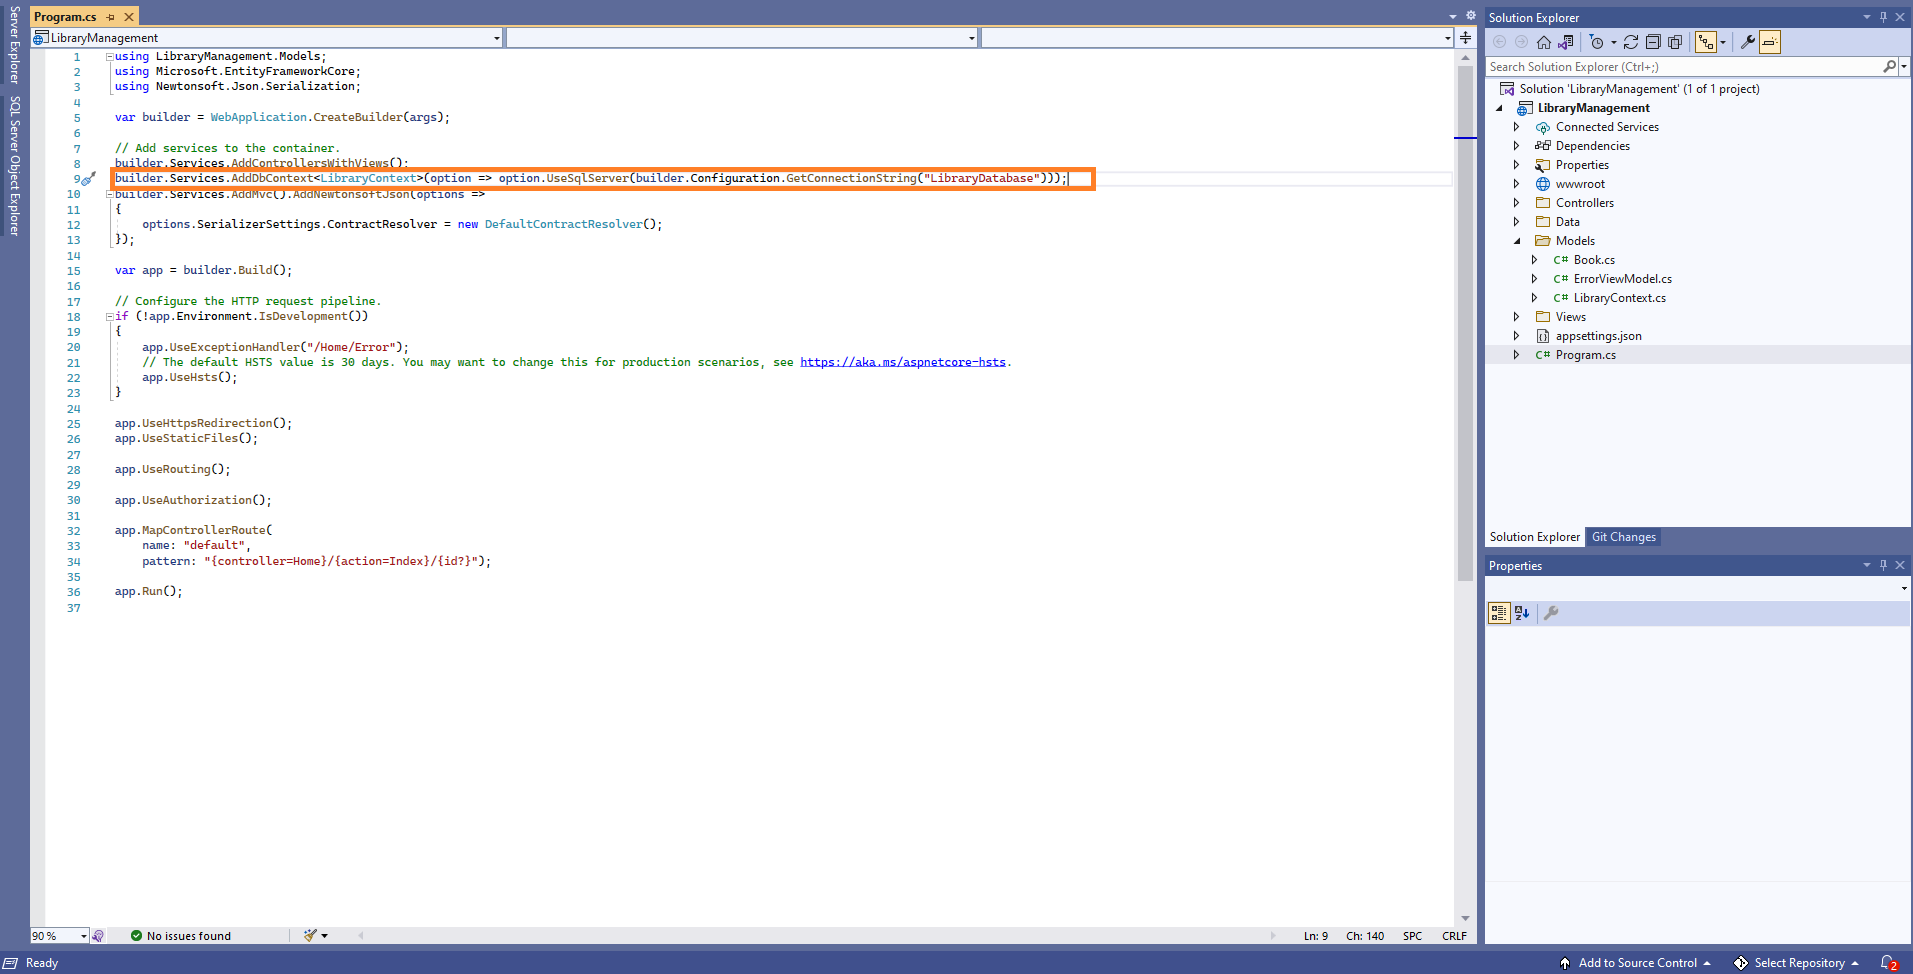 Server Explorer
SQL Server Object Explorer
Program.cs
LibraryManagement
1 using LibraryManagement.Models;
2 using Microsoft.EntityFrameworkCore;
3 using Newtonsoft.Json.Serialization;
4
5 var builder = WebApplication.CreateBuilder(args);
6
7 // Add services to the container.
8 builder.Services.AddControllersWithViews();
9 builder.Services.AddDbContext<LibraryContext>(option => option.UseSqlServer(builder.Configuration.GetConnectionString("LibraryDatabase")));
10 builder.Services.AddMvc().AddNewtonsoftJson(options =>
11 {
12 options.SerializerSettings.ContractResolver = new DefaultContractResolver();
13 });
14
15 var app = builder.Build();
16
17 // Configure the HTTP request pipeline.
18 if (!app.Environment.IsDevelopment())
19 {
20 app.UseExceptionHandler("/Home/Error");
21 // The default HSTS value is 30 days. You may want to change this for production scenarios, see https://aka.ms/aspnetcore-hsts.
22 app.UseHsts();
23 }
24
25 app.UseHttpsRedirection();
26 app.UseStaticFiles();
27
28 app.UseRouting();
29
30 app.UseAuthorization();
31
32 app.MapControllerRoute(
33 name: "default",
34 pattern: "{controller=Home}/{action=Index}/{id?}");
35
36 app.Run();
37
90 %
No issues found
Ln: 9 Ch: 140 SPC CRLF
Solution Explorer
Search Solution Explorer (Ctrl+;)
Solution 'LibraryManagement' (1 of 1 project)
LibraryManagement
Connected Services
Dependencies
Properties
wwwroot
Controllers
Data
Models
C# Book.cs
C# ErrorViewModel.cs
C# LibraryContext.cs
Views
appsettings.json
C# Program.cs
Solution Explorer Git Changes
Properties
Ready
Add to Source Control
Select Repository
2